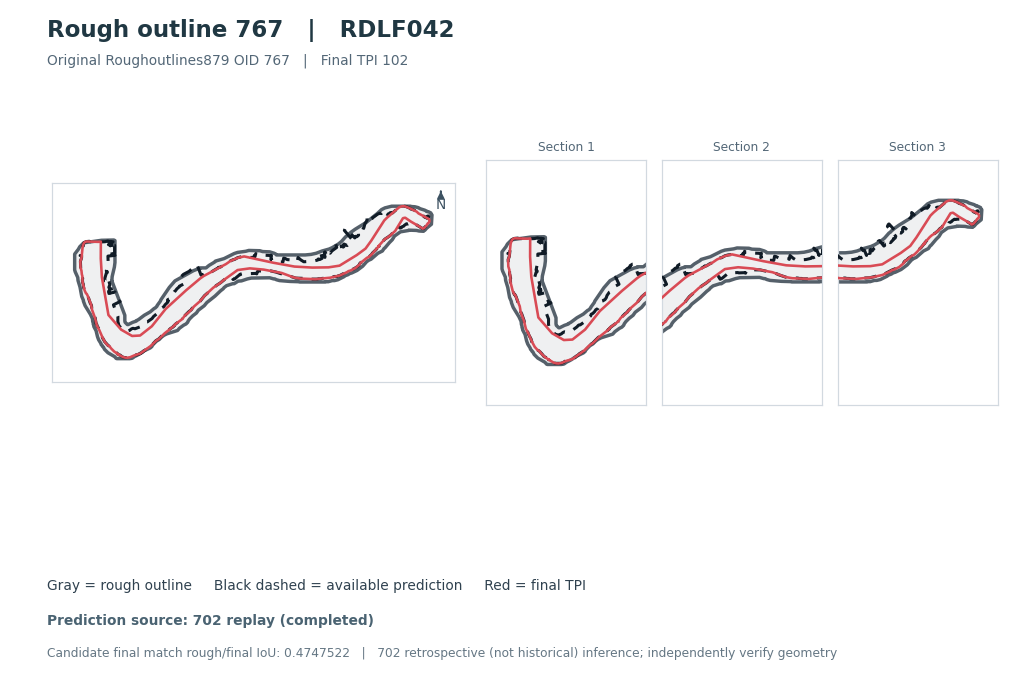 Rough outline 767   |   RDLF042
Original Roughoutlines879 OID 767   |   Final TPI 102
Section 1
Section 2
Section 3
N
Gray = rough outline     Black dashed = available prediction     Red = final TPI
Prediction source: 702 replay (completed)
Candidate final match rough/final IoU: 0.4747522   |   702 retrospective (not historical) inference; independently verify geometry